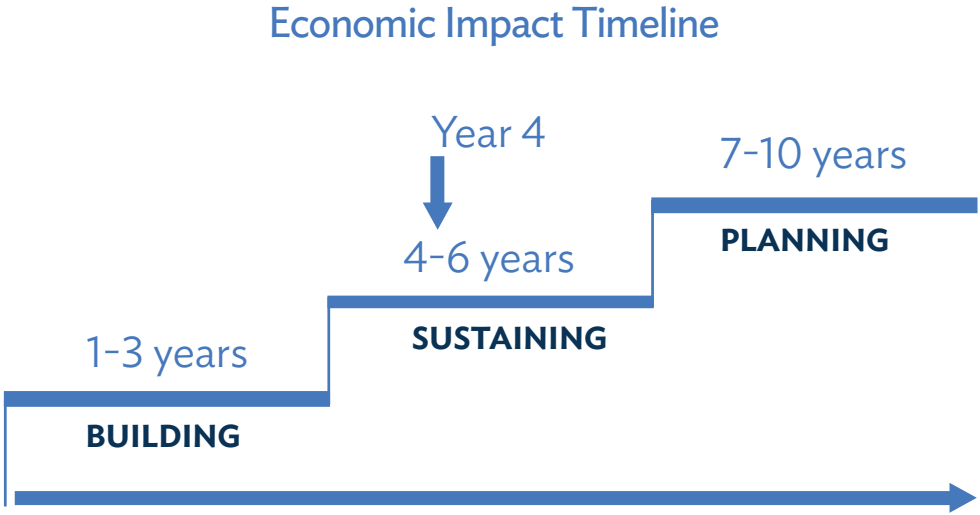 Economic Impact Timeline
Year 4
7-10 years
PLANNING
4-6 years
SUSTAINING
1-3 years
BUILDING